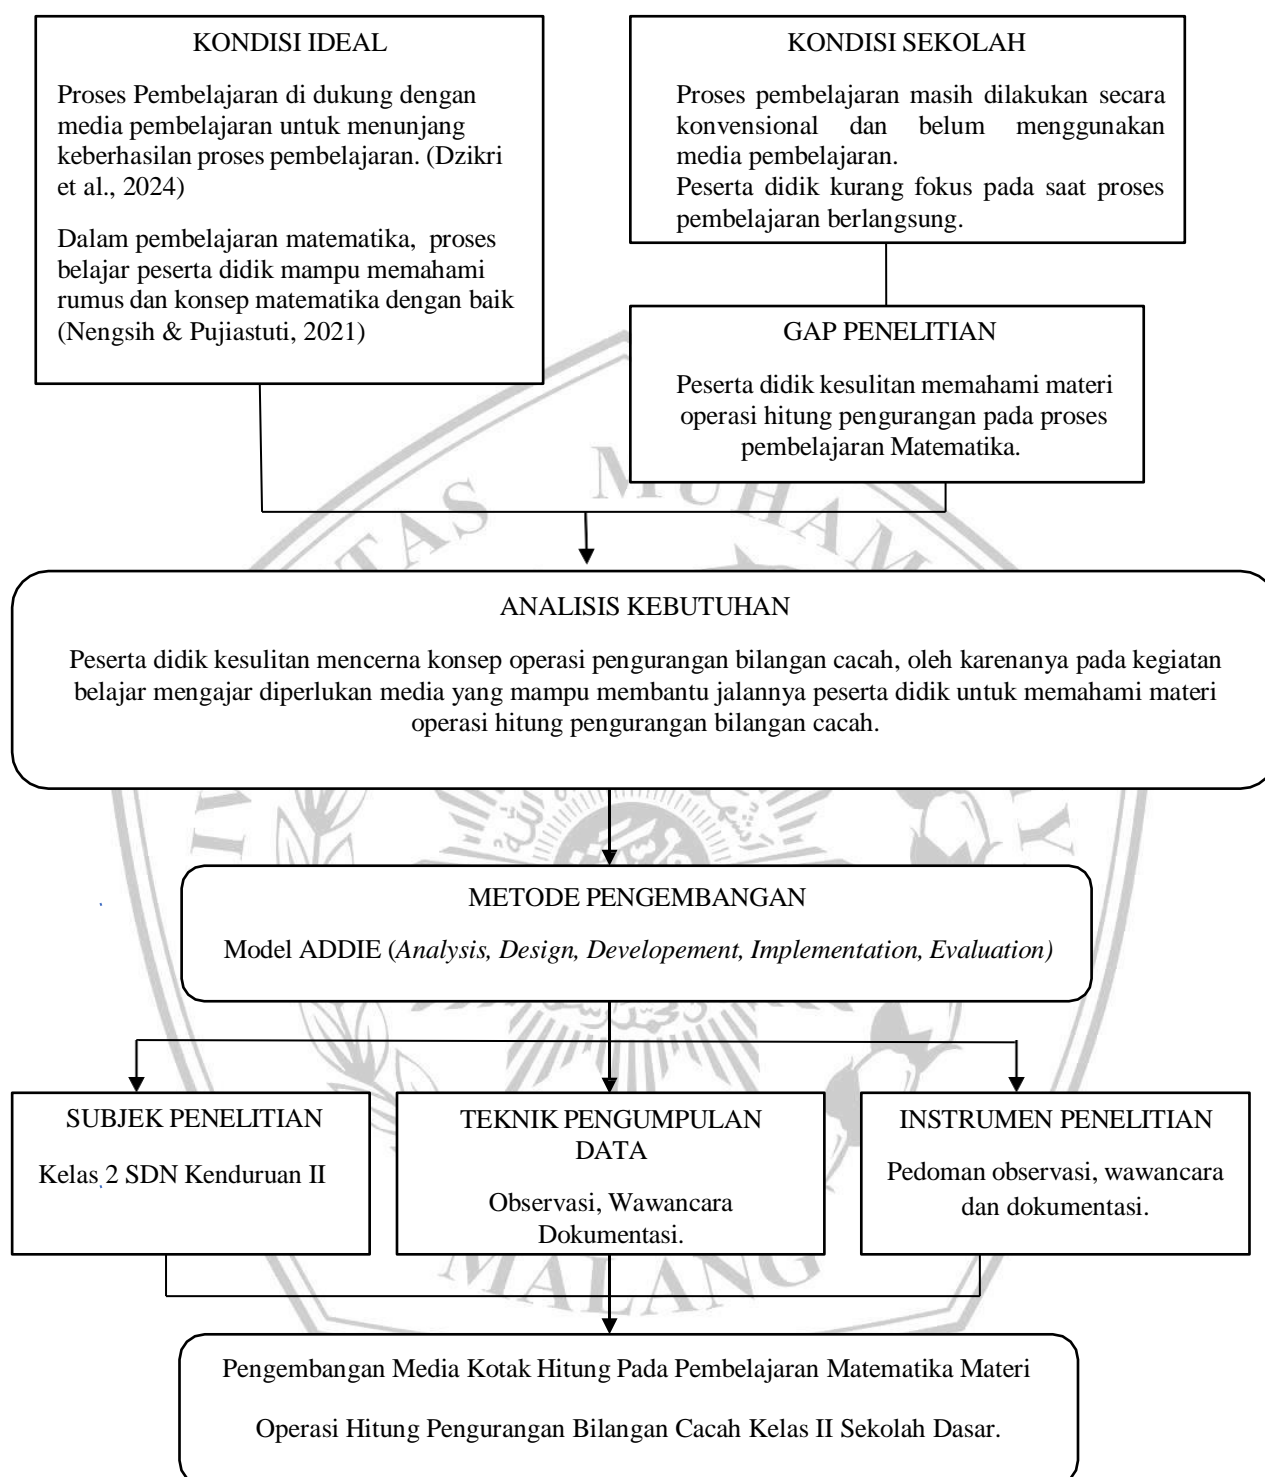 KONDISI IDEAL
Proses Pembelajaran di dukung dengan
media pembelajaran untuk menunjang
keberhasilan proses pembelajaran. (Dzikri
et al., 2024)
Dalam pembelajaran matematika, proses
belajar peserta didik mampu memahami
rumus dan konsep matematika dengan baik
(Nengsih & Pujiastuti, 2021)
KONDISI SEKOLAH
Proses pembelajaran masih dilakukan secara
konvensional dan belum menggunakan
media pembelajaran.
Peserta didik kurang fokus pada saat proses
pembelajaran berlangsung.
GAP PENELITIAN
Peserta didik kesulitan memahami materi
operasi hitung pengurangan pada proses
pembelajaran Matematika.
TAS MUHAM
ANALISIS KEBUTUHAN
Peserta didik kesulitan mencerna konsep operasi pengurangan bilangan cacah, oleh karenanya pada kegiatan
belajar mengajar diperlukan media yang mampu membantu jalannya peserta didik untuk memahami materi
operasi hitung pengurangan bilangan cacah.
METODE PENGEMBANGAN
Model ADDIE (Analysis, Design, Developement, Implementation, Evaluation)
SUBJEK PENELITIAN
Kelas 2 SDN Kenduruan II
TEKNIK PENGUMPULAN
DATA
Observasi, Wawancara
Dokumentasi.
INSTRUMEN PENELITIAN
Pedoman observasi, wawancara
dan dokumentasi.
MALANG
Pengembangan Media Kotak Hitung Pada Pembelajaran Matematika Materi
Operasi Hitung Pengurangan Bilangan Cacah Kelas II Sekolah Dasar.